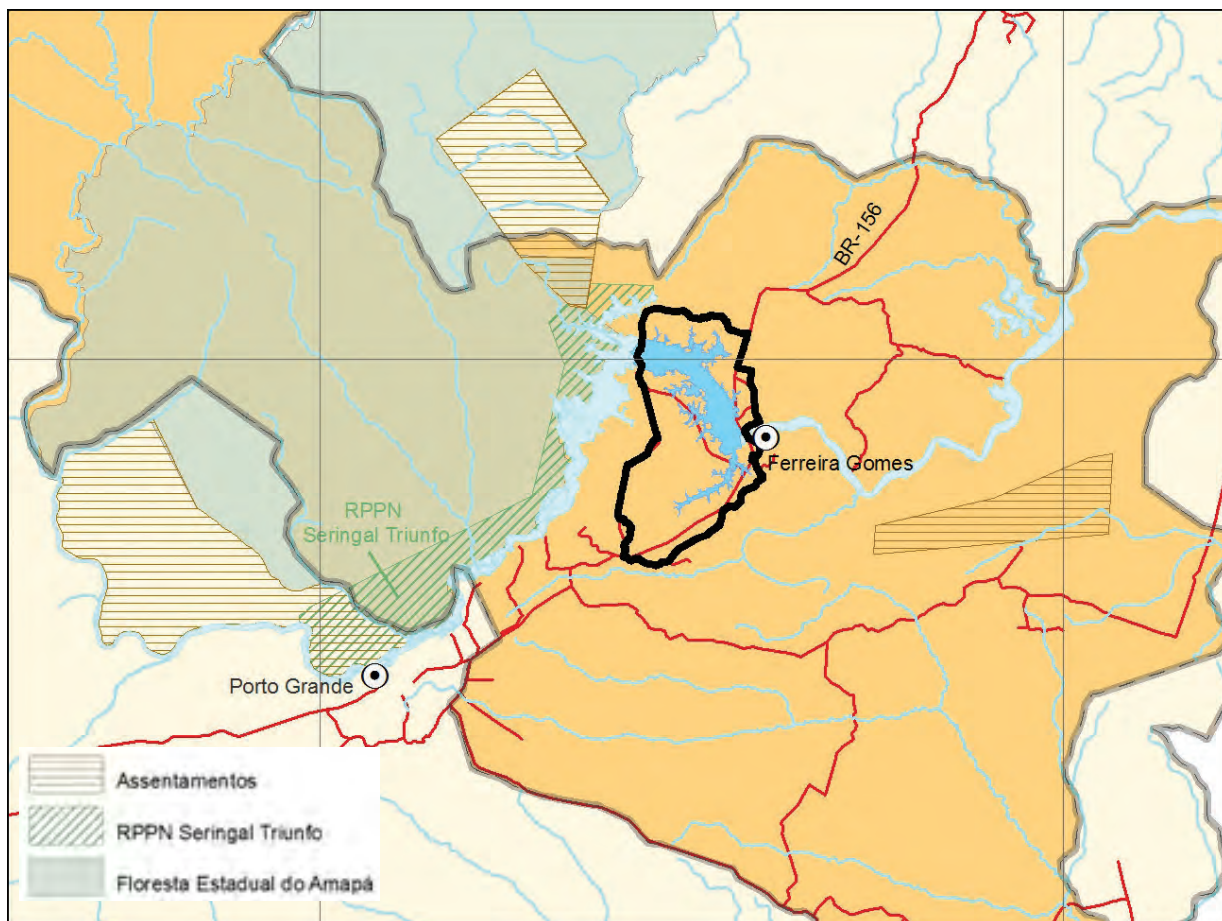 BR-156
Ferreira Gomes
RPPN
Seringal Triunfo
Porto Grande
Assentamentos
RPPN Seringal Triunfo
Floresta Estadual do Amapá